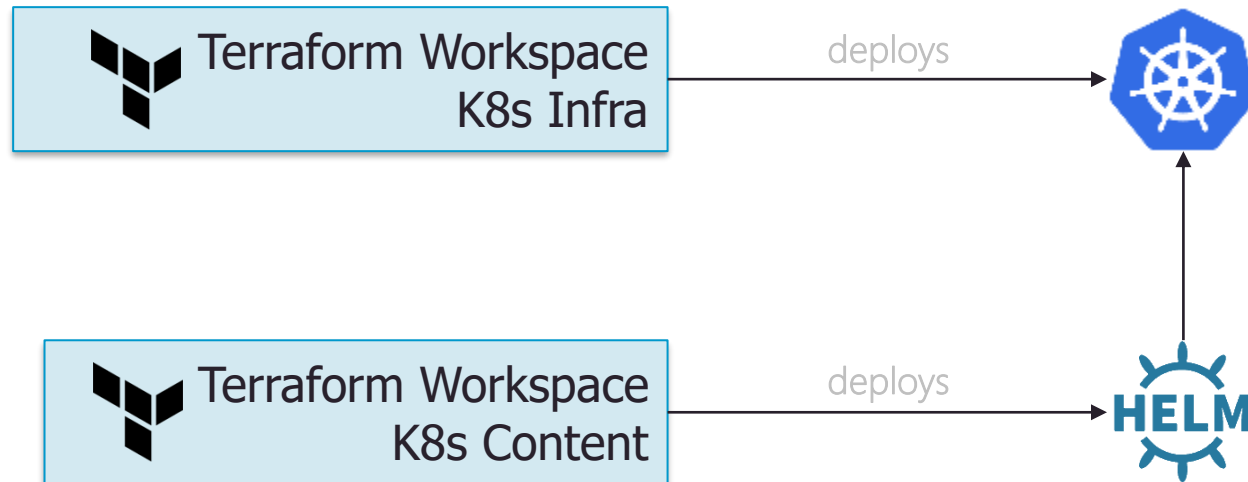 Terraform Workspace
K8s Infra
deploys
Terraform Workspace
K8s Content
deploys
HELM